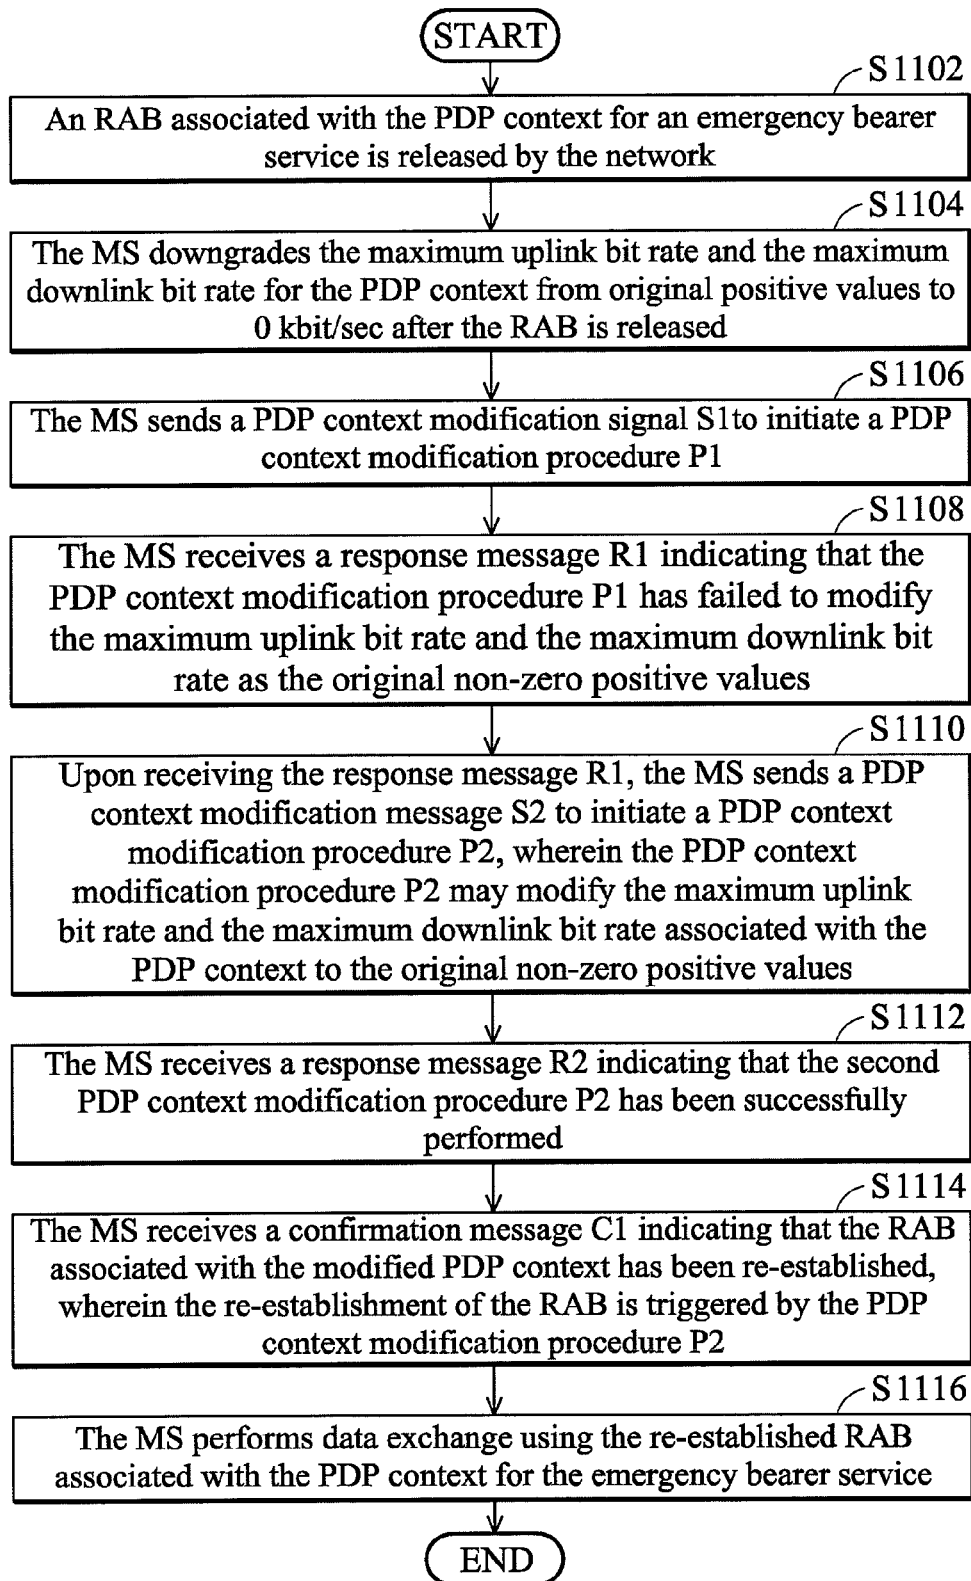 START
S1102
An RAB associated with the PDP context for an emergency bearer
service is released by the network
S1104
The MS downgrades the maximum uplink bit rate and the maximum
downlink bit rate for the PDP context from original positive values to
0 kbit/sec after the RAB is released
S1106
The MS sends a PDP context modification signal S1to initiate a PDP
context modification procedure P1
S1108
The MS receives a response message R1 indicating that the
PDP context modification procedure P1 has failed to modify
the maximum uplink bit rate and the maximum downlink bit
rate as the original non-zero positive values
S1110
Upon receiving the response message R1, the MS sends a PDP
context modification message S2 to initiate a PDP context
modification procedure P2, wherein the PDP context
modification procedure P2 may modify the maximum uplink
bit rate and the maximum downlink bit rate associated with the
PDP context to the original non-zero positive values
S1112
The MS receives a response message R2 indicating that the second
PDP context modification procedure P2 has been successfully
performed
S1114
The MS receives a confirmation message C1 indicating that the RAB
associated with the modified PDP context has been re-established,
wherein the re-establishment of the RAB is triggered by the PDP
context modification procedure P2
S1116
The MS performs data exchange using the re-established RAB
associated with the PDP context for the emergency bearer service
END